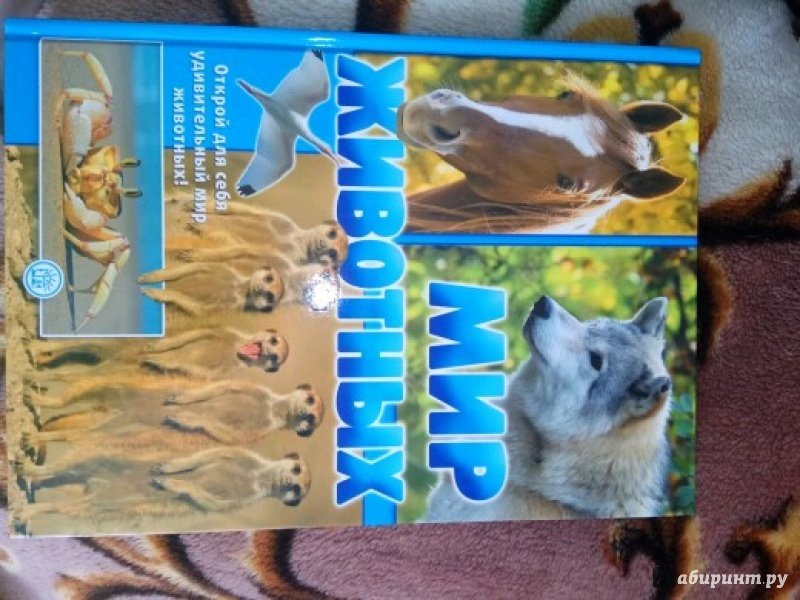 МИР
ЖИВОТНЫХ
Открой для себя
удивительный мир
животных!
абиринт.ру